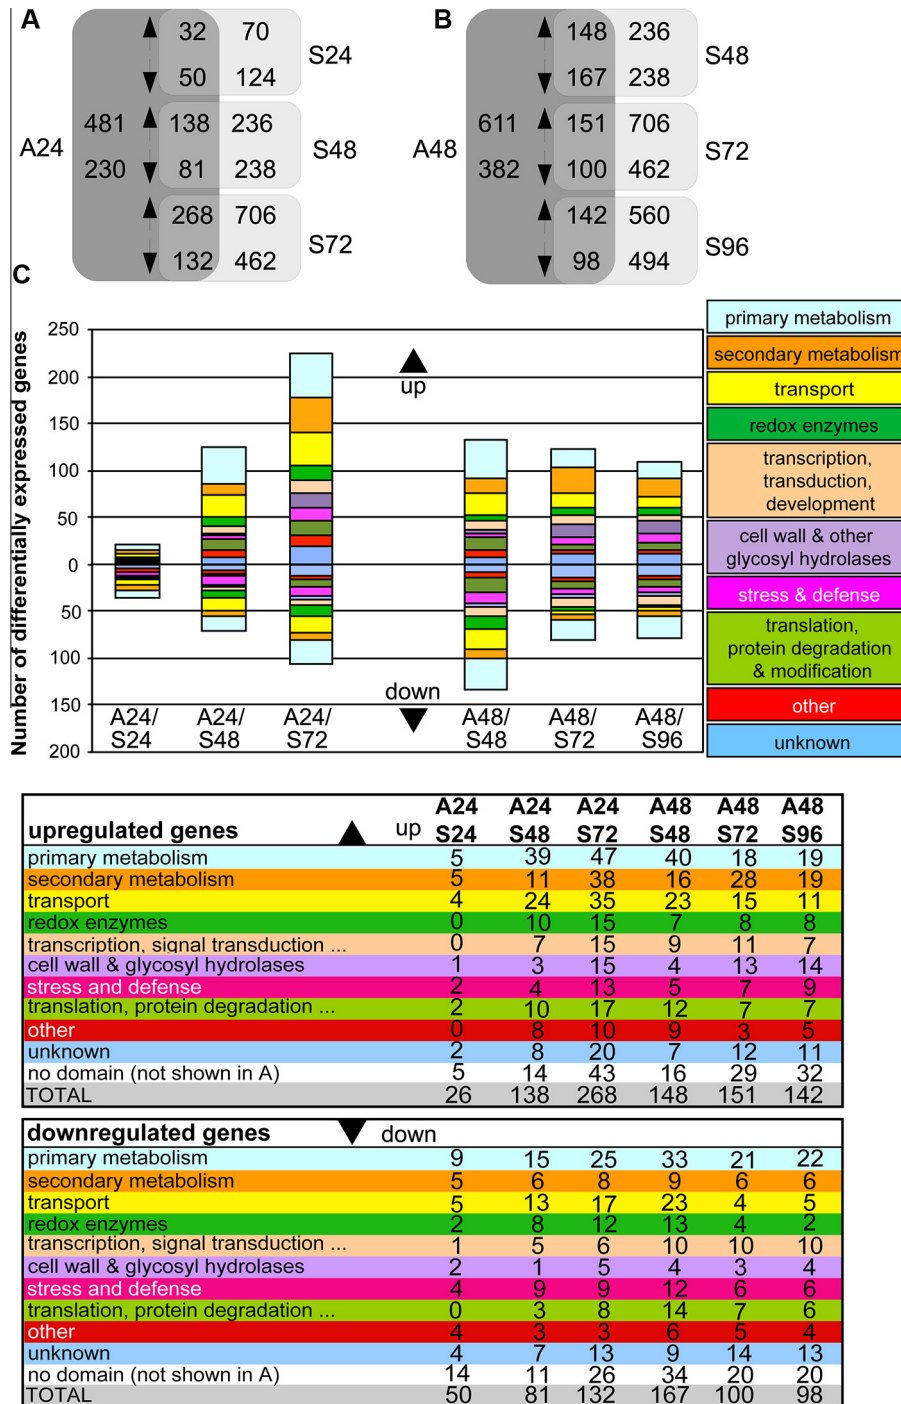 A
32 70
50 124
S24
481 138 236
230 81 238
S48
268 706
132 462
S72
A24
B
148 236
167 238
S48
611 151 706
382 100 462
S72
142 560
98 494
S96
A48
C
Number of differentially expressed genes
250
200
150
100
50
0
50
100
150
200
up
down
A24/
S24
A24/
S48
A24/
S72
A48/
S48
A48/
S72
A48/
S96
primary metabolism
secondary metabolism
transport
redox enzymes
transcription,
transduction,
development
cell wall & other
glycosyl hydrolases
stress & defense
translation,
protein degradation
& modification
other
unknown
A24 A24 A24 A48 A48 A48
upregulated genes up S24 S48 S72 S48 S72 S96
primary metabolism 5 39 47 40 18 19
secondary metabolism 5 11 38 16 28 19
transport 4 24 35 23 15 11
redox enzymes 0 10 15 7 8 8
transcription, signal transduction ... 0 7 15 9 11 7
cell wall & glycosyl hydrolases 1 3 15 4 13 14
stress and defense 2 4 13 5 7 9
translation, protein degradation ... 2 10 17 12 7 7
other 0 8 10 9 3 5
unknown 2 8 20 7 12 11
no domain (not shown in A) 5 14 43 16 29 32
TOTAL 26 138 268 148 151 142
downregulated genes down
primary metabolism 9 15 25 33 21 22
secondary metabolism 5 6 8 9 6 6
transport 5 13 17 23 4 5
redox enzymes 2 8 12 13 4 2
transcription, signal transduction ... 1 5 6 10 10 10
cell wall & glycosyl hydrolases 2 1 5 4 3 4
stress and defense 4 9 9 12 6 6
translation, protein degradation ... 0 3 8 14 7 6
other 4 3 3 6 5 4
unknown 4 7 13 9 14 13
no domain (not shown in A) 14 11 26 34 20 20
TOTAL 50 81 132 167 100 98